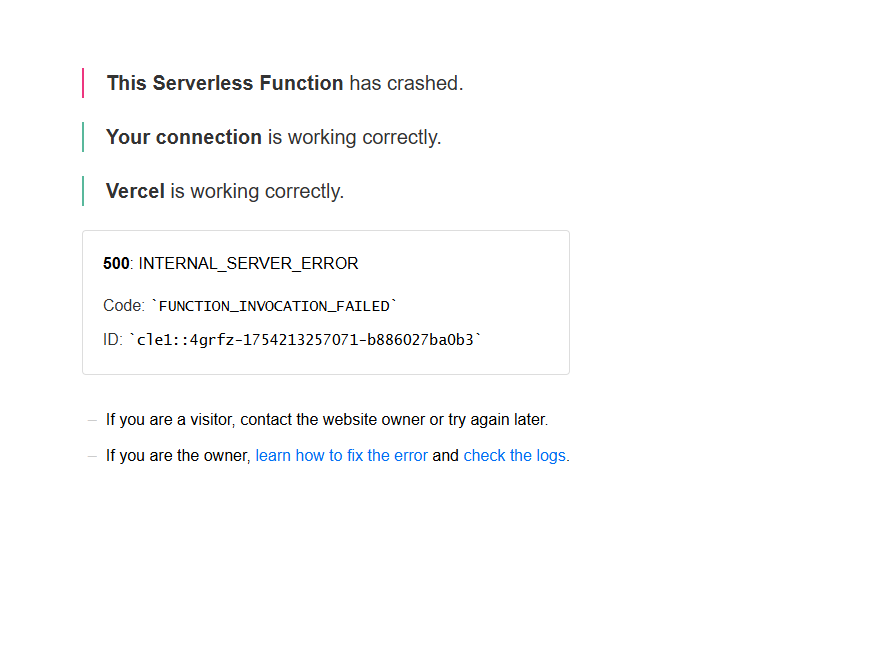 This Serverless Function has crashed.
Your connection is working correctly.
Vercel is working correctly.
500: INTERNAL_SERVER_ERROR
Code: `FUNCTION_INVOCATION_FAILED`
ID: `cle1::4grfz-1754213257071-b886027ba0b3`
– If you are a visitor, contact the website owner or try again later.
– If you are the owner, learn how to fix the error and check the logs.